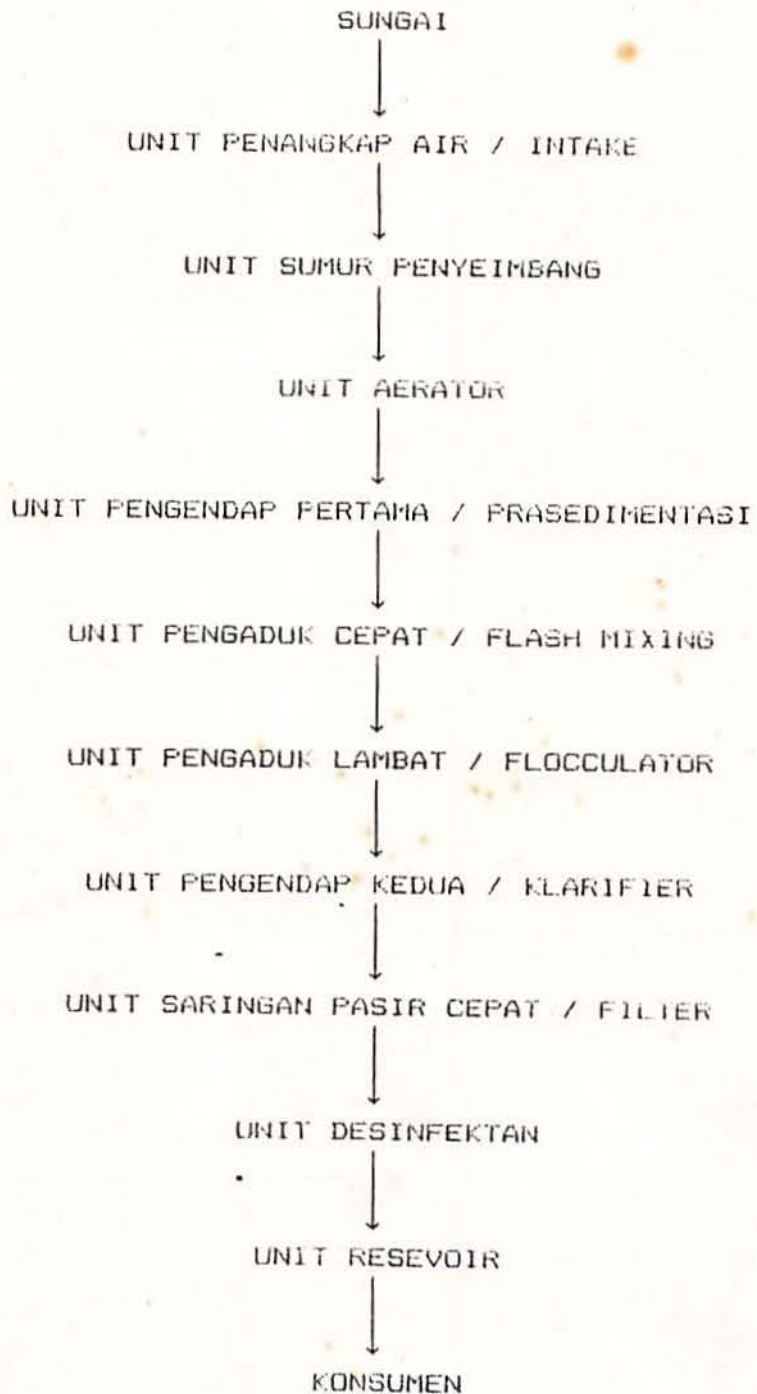 SUNGAI
UNIT PENANGKAP AIR / INTAKE
UNIT SUMUR PENYEIMBANG
UNIT AERATOR
UNIT PENGENDAP PERTAMA / PRASEDIMENTASI
UNIT PENGADUK CEPAT / FLASH MIXING
UNIT PENGADUK LAMBAT / FLOCCULATOR
UNIT PENGENDAP KEDUA / KLARIFIER
UNIT SARINGAN PASIR CEPAT / FILTER
UNIT DESINFEKTAN
UNIT RESEVOIR
KONSUMEN